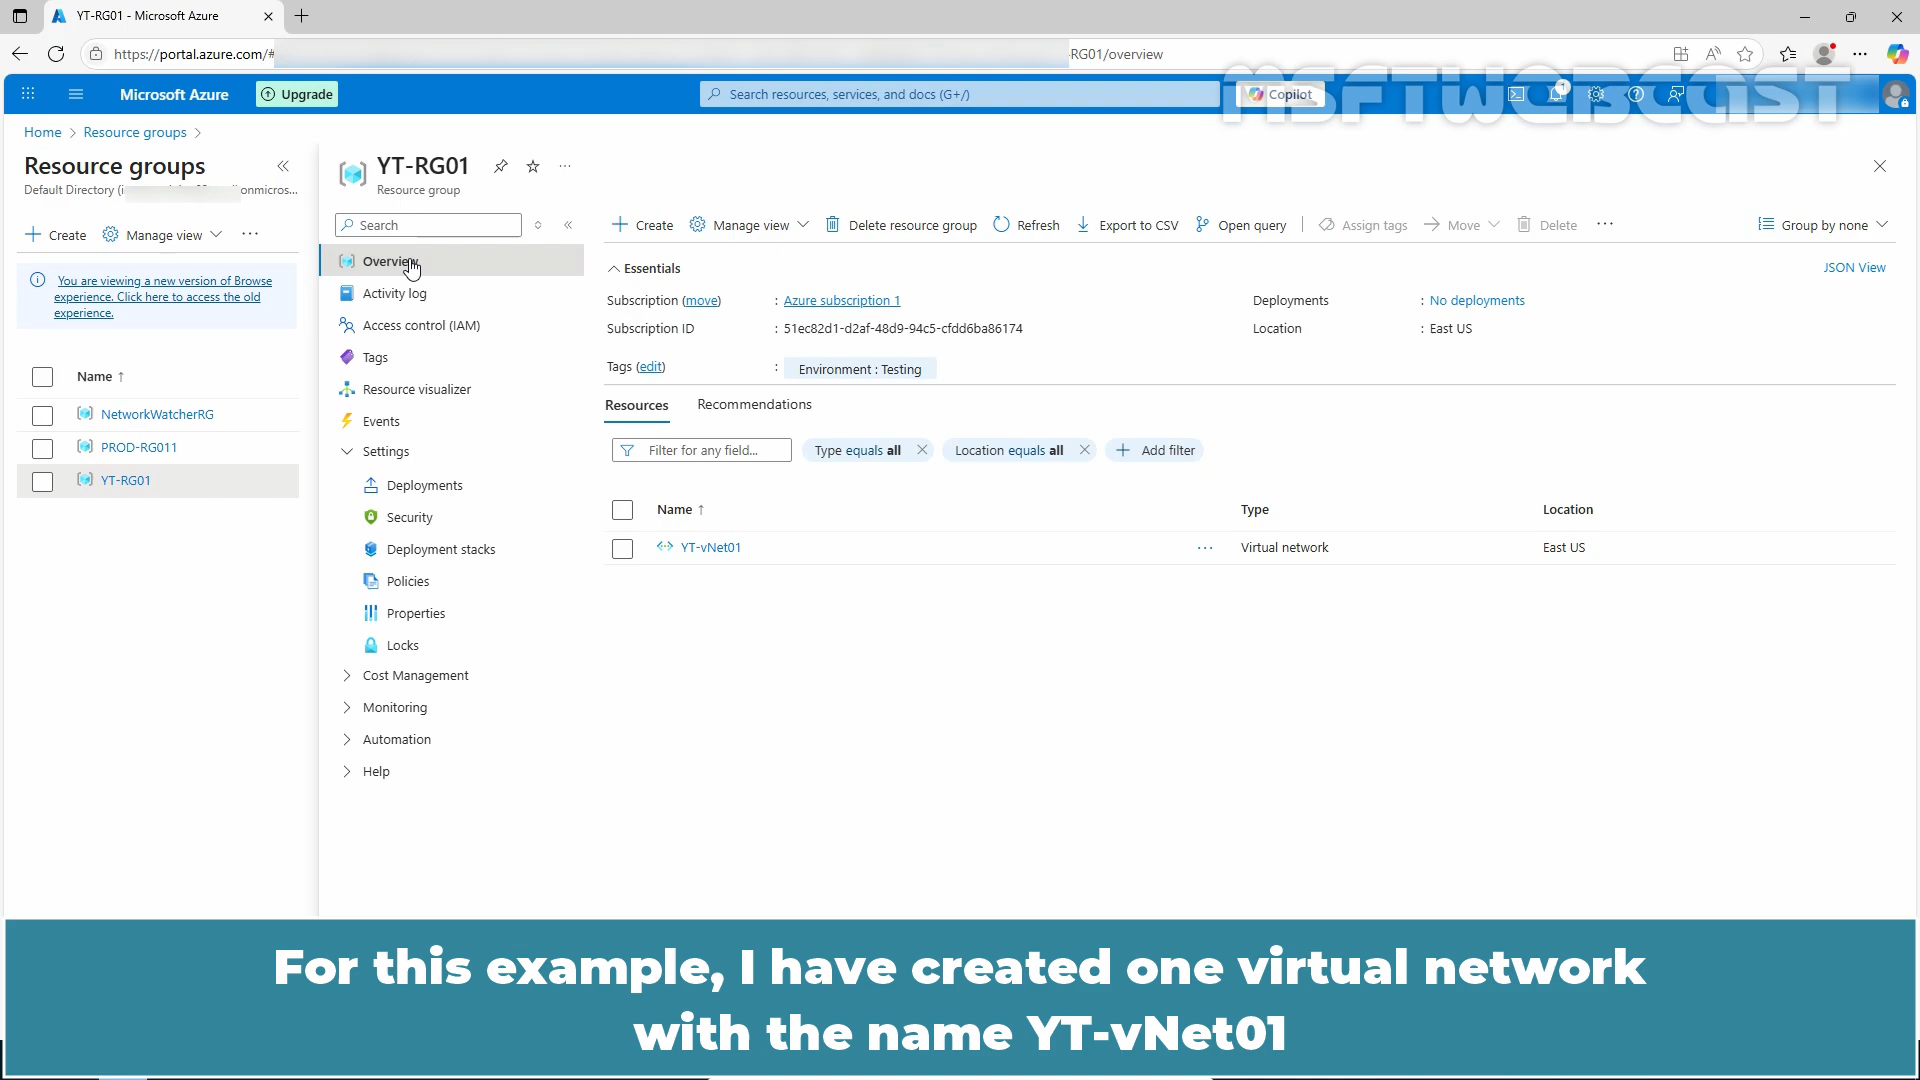 YT-RG01 - Microsoft Azure
https://portal.azure.com/#
-RG01/overview
Microsoft Azure
Upgrade
Search resources, services, and docs (G+/)
Copilot
1
MSFTWEBCAST
Home > Resource groups >
Resource groups
Default Directory (i
onmicros...
Create
Manage view
...
You are viewing a new version of Browse
experience. Click here to access the old
experience.
Name ↑
NetworkWatcherRG
PROD-RG011
YT-RG01
YT-RG01
Resource group
Search
Overview
Activity log
Access control (IAM)
Tags
Resource visualizer
Events
Settings
Deployments
Security
Deployment stacks
Policies
Properties
Locks
Cost Management
Monitoring
Automation
Help
Create
Manage view
Delete resource group
Refresh
Export to CSV
Open query
Assign tags
Move
Delete
...
Group by none
Essentials
JSON View
Subscription (move) : Azure subscription 1
Deployments : No deployments
Subscription ID : 51ec82d1-d2af-48d9-94c5-cfdd6ba86174
Location : East US
Tags (edit) : Environment : Testing
Resources
Recommendations
Filter for any field...
Type equals all
Location equals all
Add filter
Name ↑
Type
Location
YT-vNet01
...
Virtual network
East US
For this example, I have created one virtual network
with the name YT-vNet01